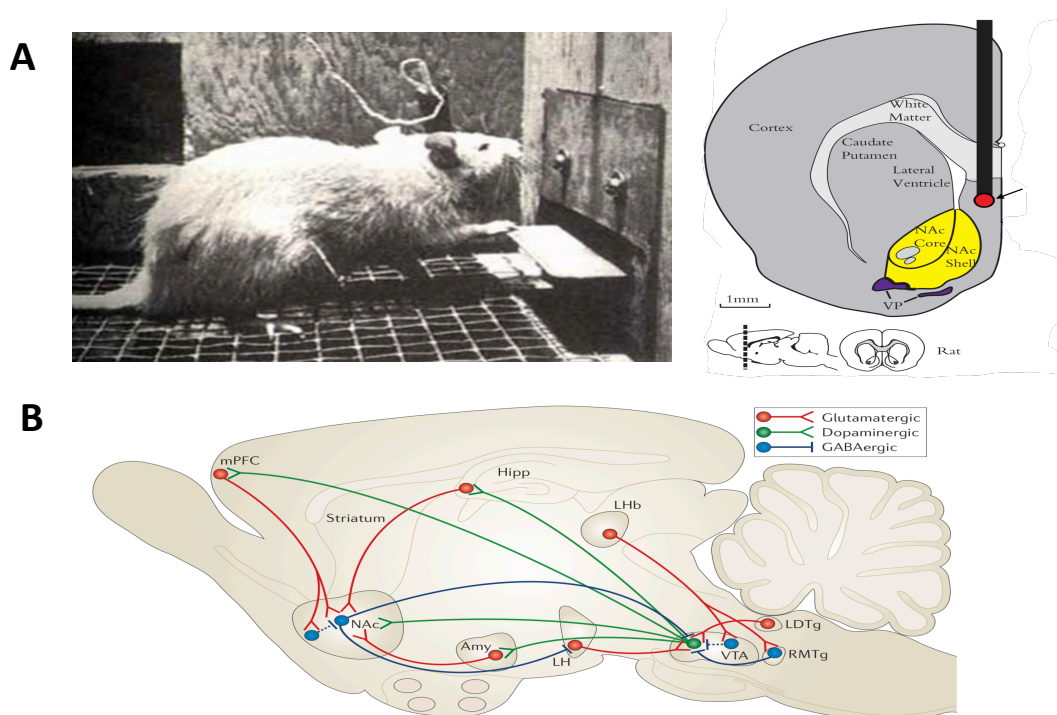 A
Cortex
White
Matter
Caudate
Putamen
Lateral
Ventricle
NAc
Core
NAc
Shell
VP
1mm
Rat
B
Glutamatergic
Dopaminergic
GABAergic
mPFC
Hipp
LHb
Striatum
NAc
Amy
LH
VTA
LDTg
RMTg